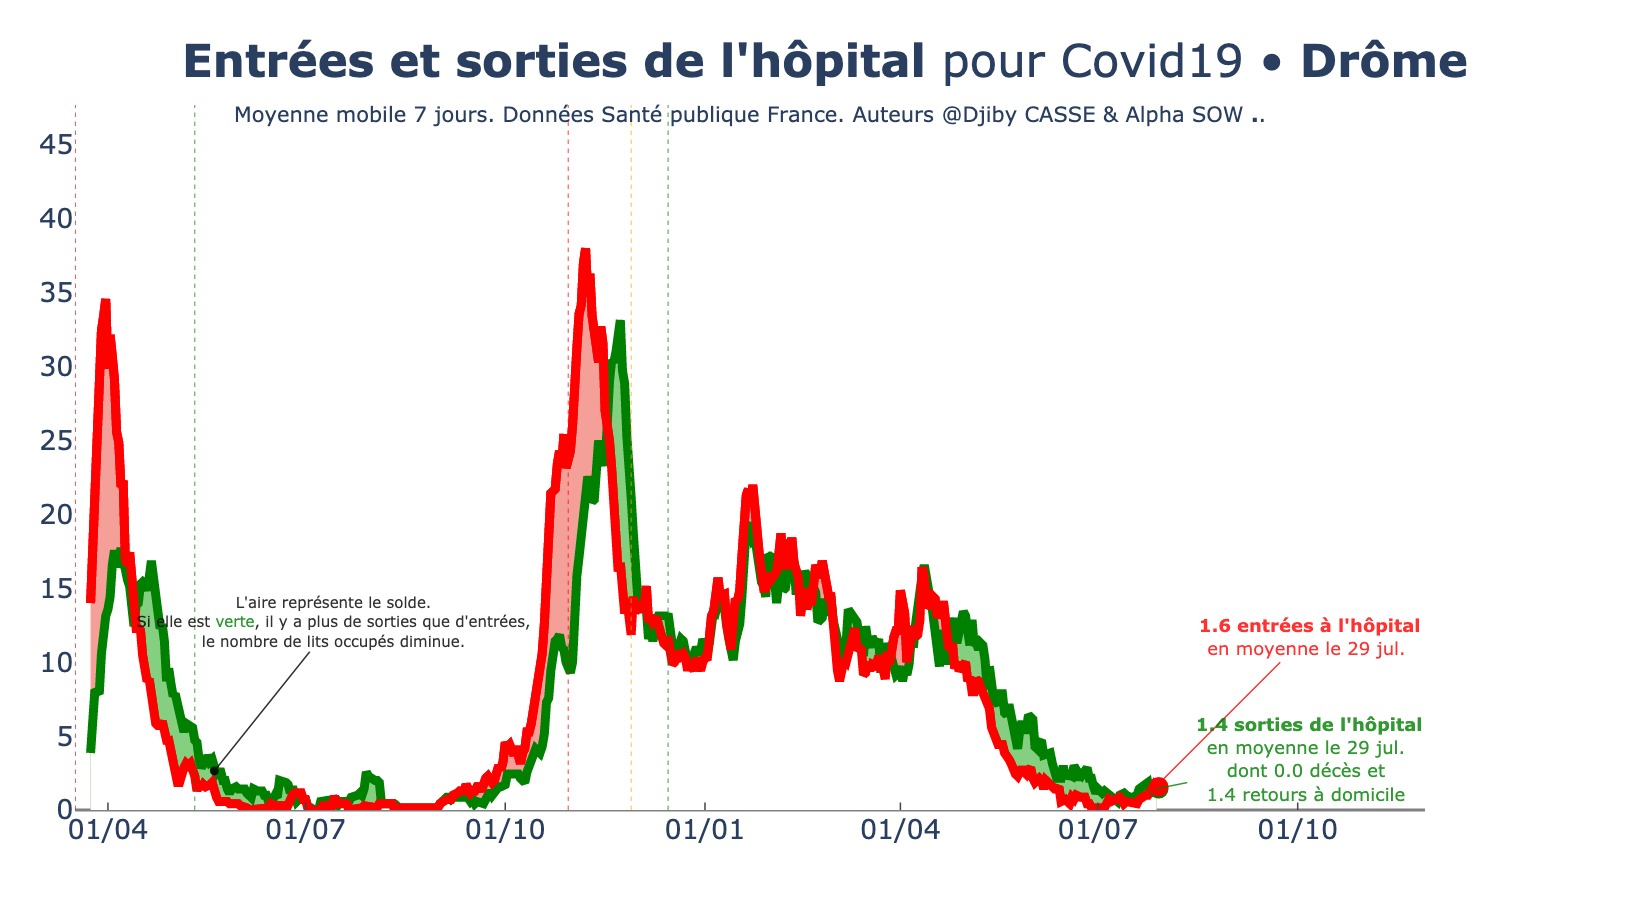 Entrées et sorties de l'hôpital pour Covid19 • Drôme
Moyenne mobile 7 jours. Données Santé publique France. Auteurs @Djiby CASSE & Alpha SOW ..
45
40
35
30
25
20
15
10
5
0
L'aire représente le solde.
Si elle est verte, il y a plus de sorties que d'entrées,
le nombre de lits occupés diminue.
1.6 entrées à l'hôpital
en moyenne le 29 jul.
1.4 sorties de l'hôpital
en moyenne le 29 jul.
dont 0.0 décès et
1.4 retours à domicile
01/04 01/07 01/10 01/01 01/04 01/07 01/10